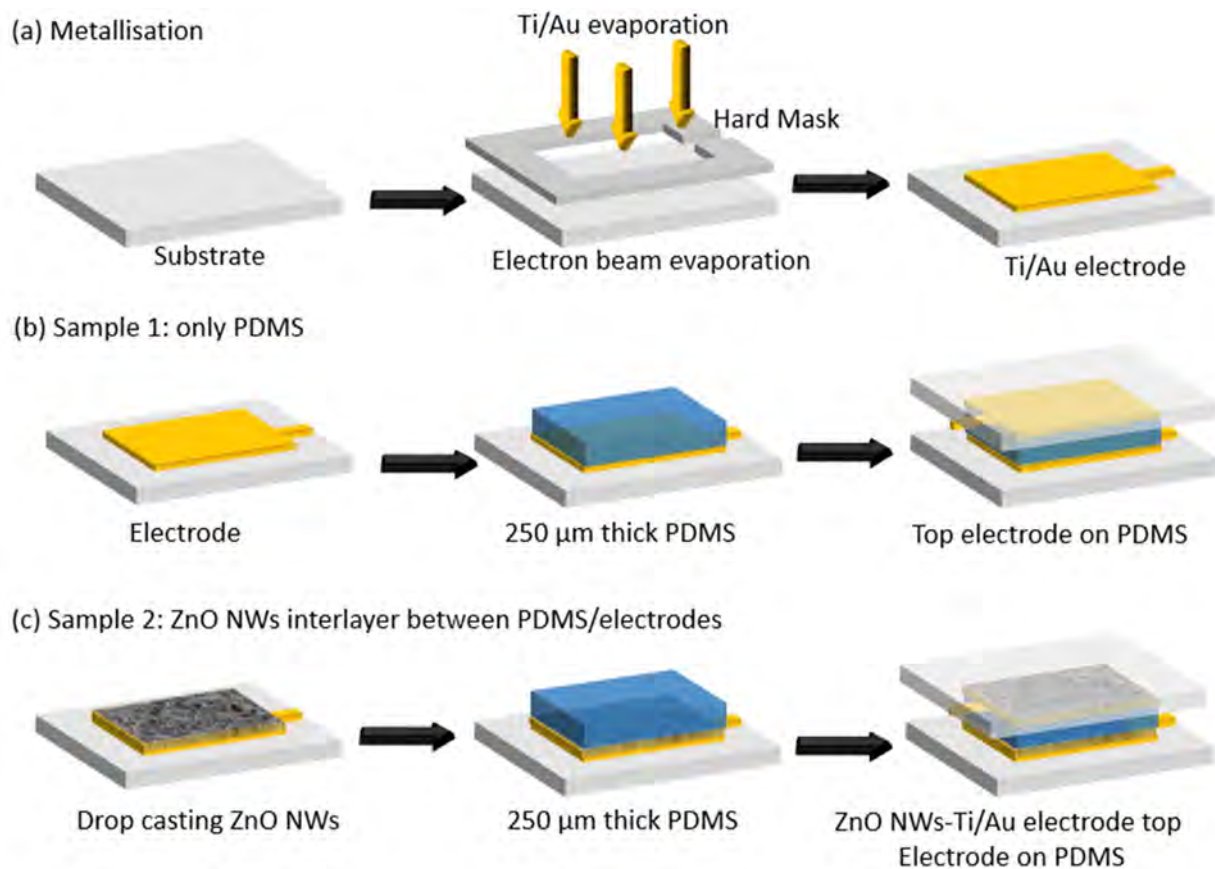 (a) Metallisation
Ti/Au evaporation
Hard Mask
Substrate
Electron beam evaporation
Ti/Au electrode
(b) Sample 1: only PDMS
Electrode
250 µm thick PDMS
Top electrode on PDMS
(c) Sample 2: ZnO NWs interlayer between PDMS/electrodes
Drop casting ZnO NWs
250 µm thick PDMS
ZnO NWs-Ti/Au electrode top
Electrode on PDMS